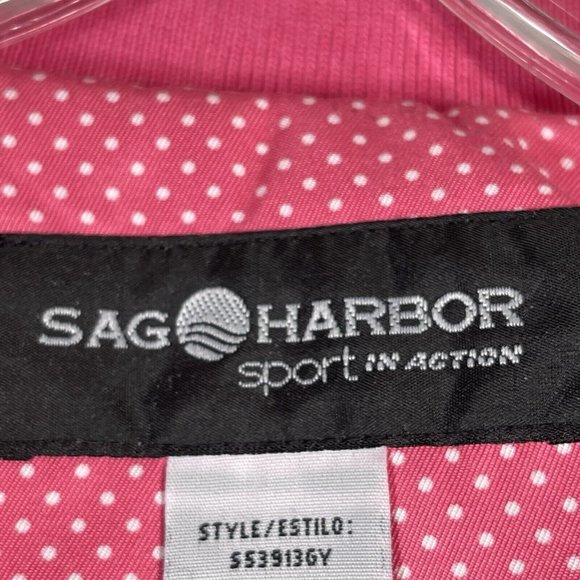 SAG HARBOR
sport IN ACTION
STYLE/ESTILO:
SS3913GY